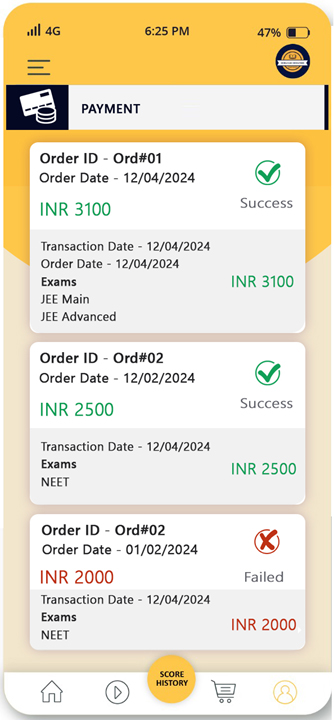 4G
6:25 PM
47%
PAYMENT
Order ID - Ord#01
Order Date - 12/04/2024
INR 3100
Success
Transaction Date - 12/04/2024
Order Date - 12/04/2024
Exams
JEE Main
JEE Advanced
INR 3100
Order ID - Ord#02
Order Date - 12/02/2024
INR 2500
Success
Transaction Date - 12/04/2024
Exams
NEET
INR 2500
Order ID - Ord#02
Order Date - 01/02/2024
INR 2000
Failed
Transaction Date - 12/04/2024
Exams
NEET
INR 2000
SCORE
HISTORY